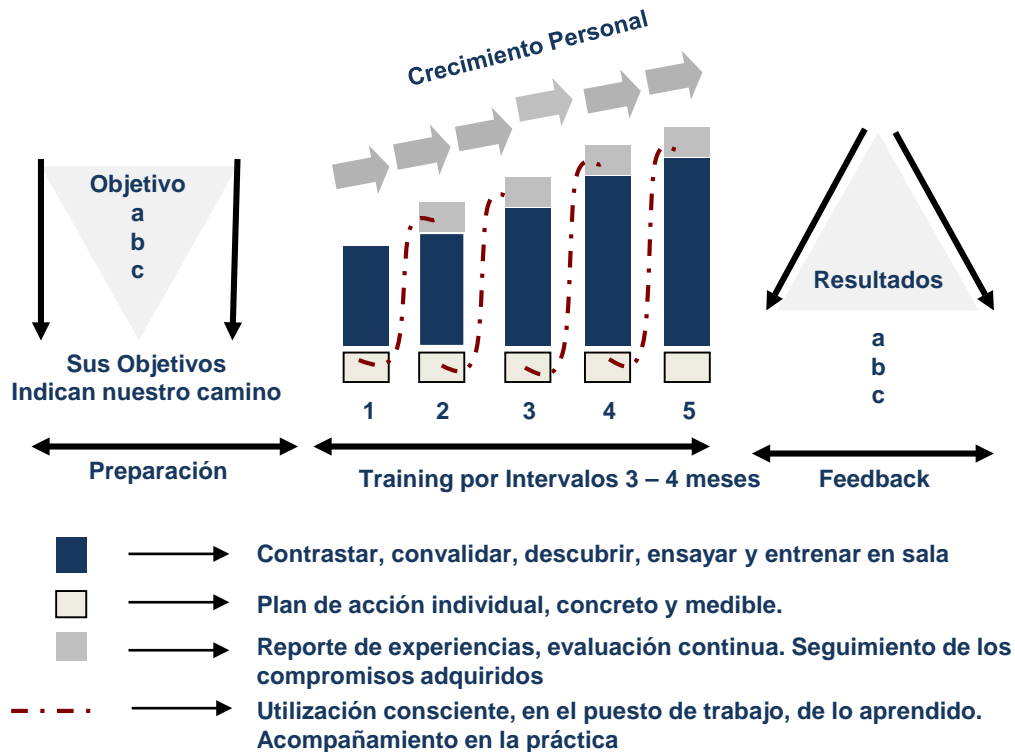 Crecimiento Personal
Objetivo
a
b
c
Sus Objetivos
Indican nuestro camino
Preparación
1 2 3 4 5
Training por Intervalos 3 – 4 meses
Resultados
a
b
c
Feedback
Contrastar, convalidar, descubrir, ensayar y entrenar en sala
Plan de acción individual, concreto y medible.
Reporte de experiencias, evaluación continua. Seguimiento de los
compromisos adquiridos
Utilización consciente, en el puesto de trabajo, de lo aprendido.
Acompañamiento en la práctica